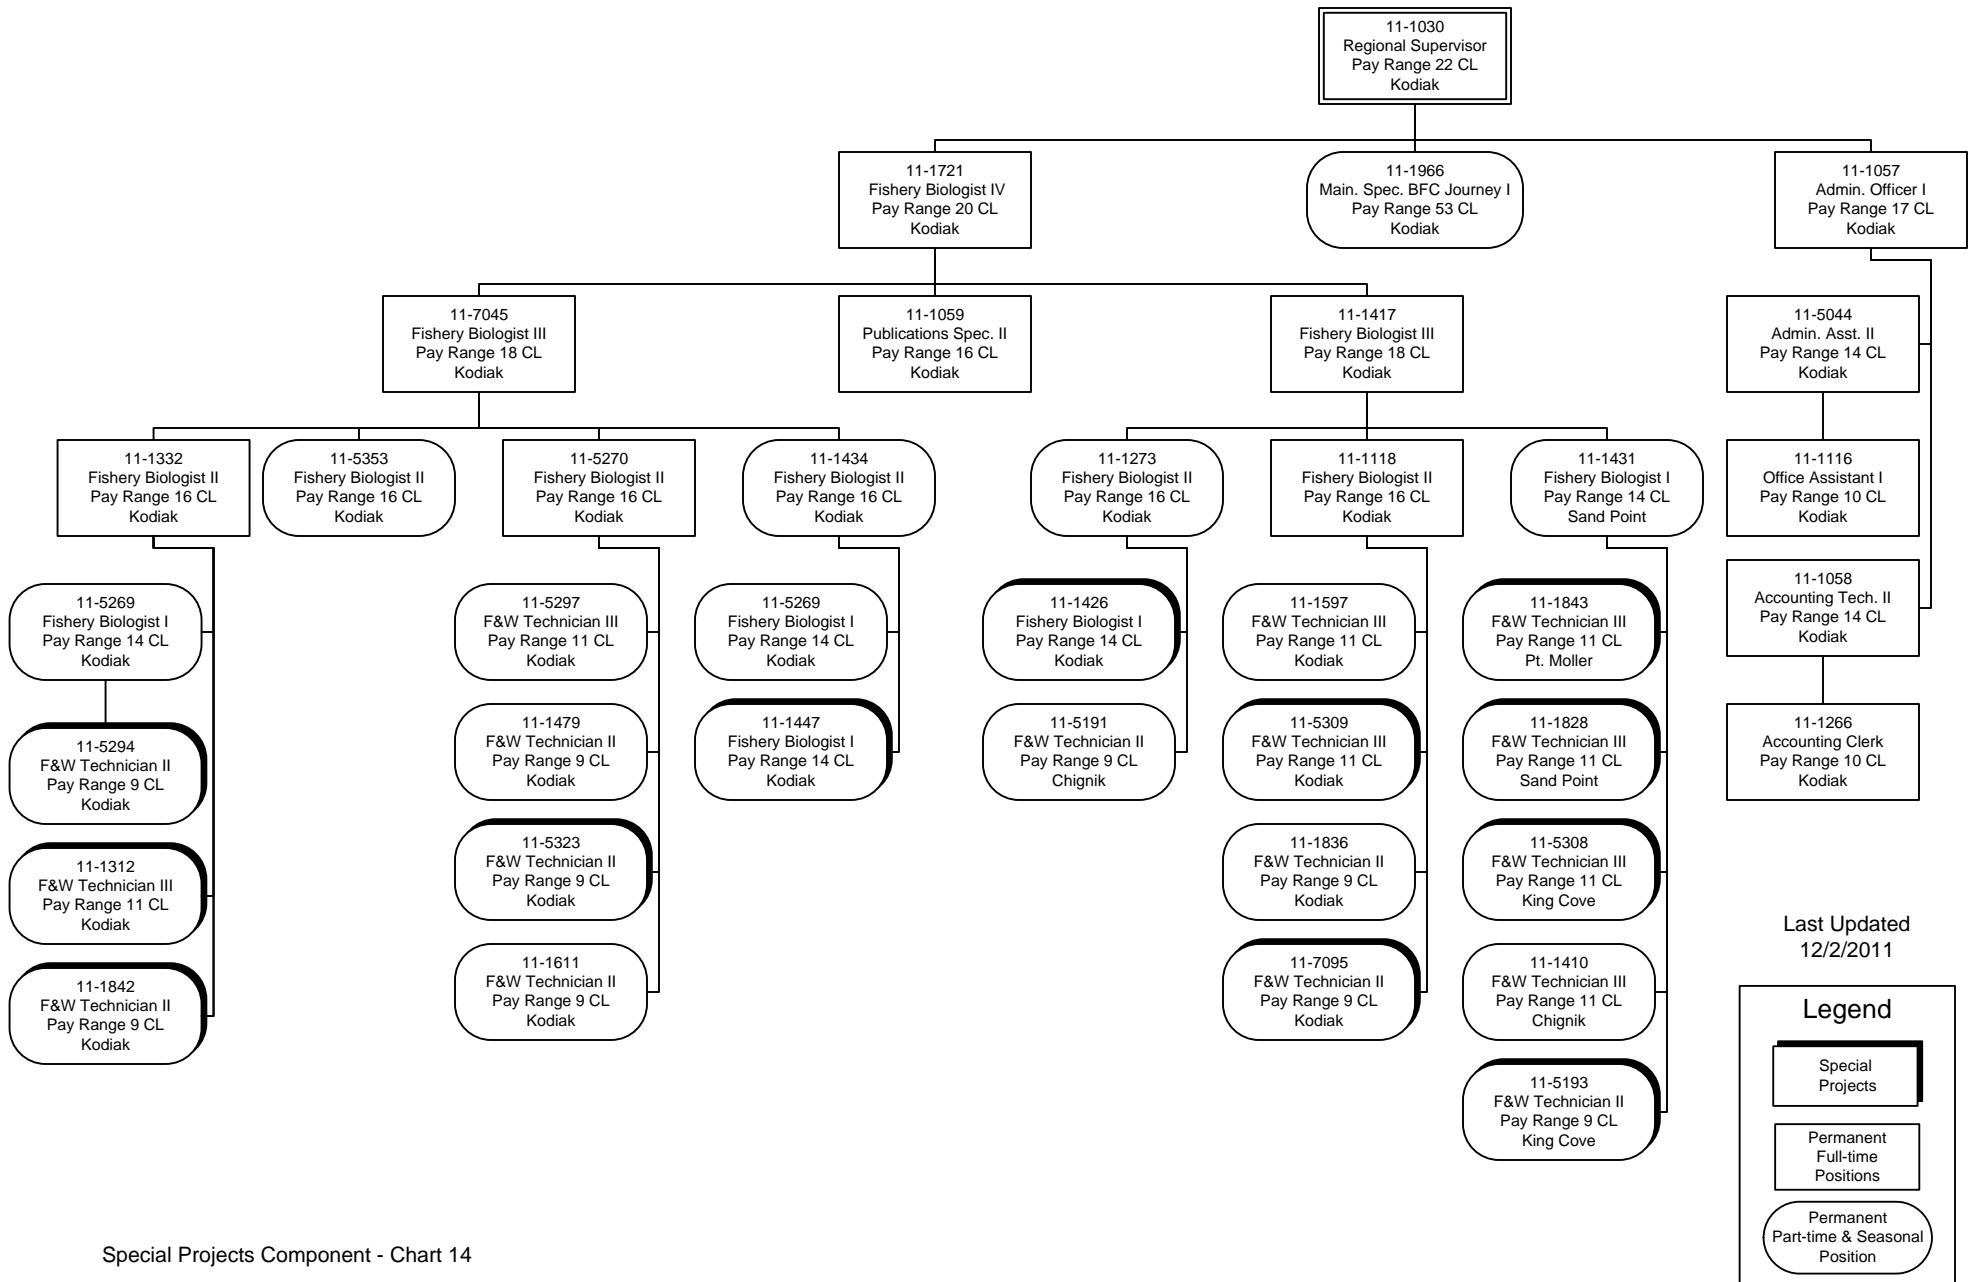 11-1030
Regional Supervisor
Pay Range 22 CL
Kodiak
11-1721
Fishery Biologist IV
Pay Range 20 CL
Kodiak
11-1966
Main. Spec. BFC Journey I
Pay Range 53 CL
Kodiak
11-1057
Admin. Officer I
Pay Range 17 CL
Kodiak
11-7045
Fishery Biologist III
Pay Range 18 CL
Kodiak
11-1059
Publications Spec. II
Pay Range 16 CL
Kodiak
11-1417
Fishery Biologist III
Pay Range 18 CL
Kodiak
11-5044
Admin. Asst. II
Pay Range 14 CL
Kodiak
11-1332
Fishery Biologist II
Pay Range 16 CL
Kodiak
11-5353
Fishery Biologist II
Pay Range 16 CL
Kodiak
11-5270
Fishery Biologist II
Pay Range 16 CL
Kodiak
11-1434
Fishery Biologist II
Pay Range 16 CL
Kodiak
11-1273
Fishery Biologist II
Pay Range 16 CL
Kodiak
11-1118
Fishery Biologist II
Pay Range 16 CL
Kodiak
11-1431
Fishery Biologist I
Pay Range 14 CL
Sand Point
11-1116
Office Assistant I
Pay Range 10 CL
Kodiak
11-5269
Fishery Biologist I
Pay Range 14 CL
Kodiak
11-5297
F&W Technician III
Pay Range 11 CL
Kodiak
11-5269
Fishery Biologist I
Pay Range 14 CL
Kodiak
11-1426
Fishery Biologist I
Pay Range 14 CL
Kodiak
11-1597
F&W Technician III
Pay Range 11 CL
Kodiak
11-1843
F&W Technician III
Pay Range 11 CL
Pt. Moller
11-1058
Accounting Tech. II
Pay Range 14 CL
Kodiak
11-5294
F&W Technician II
Pay Range 9 CL
Kodiak
11-1479
F&W Technician II
Pay Range 9 CL
Kodiak
11-1447
Fishery Biologist I
Pay Range 14 CL
Kodiak
11-5191
F&W Technician II
Pay Range 9 CL
Chignik
11-5309
F&W Technician III
Pay Range 11 CL
Kodiak
11-1828
F&W Technician III
Pay Range 11 CL
Sand Point
11-1266
Accounting Clerk
Pay Range 10 CL
Kodiak
11-1312
F&W Technician III
Pay Range 11 CL
Kodiak
11-5323
F&W Technician II
Pay Range 9 CL
Kodiak
11-1836
F&W Technician II
Pay Range 9 CL
Kodiak
11-5308
F&W Technician III
Pay Range 11 CL
King Cove
11-1842
F&W Technician II
Pay Range 9 CL
Kodiak
11-1611
F&W Technician II
Pay Range 9 CL
Kodiak
11-7095
F&W Technician II
Pay Range 9 CL
Kodiak
11-1410
F&W Technician III
Pay Range 11 CL
Chignik
11-5193
F&W Technician II
Pay Range 9 CL
King Cove
Last Updated
12/2/2011
Legend
Special
Projects
Permanent
Full-time
Positions
Permanent
Part-time & Seasonal
Position
Special Projects Component - Chart 14